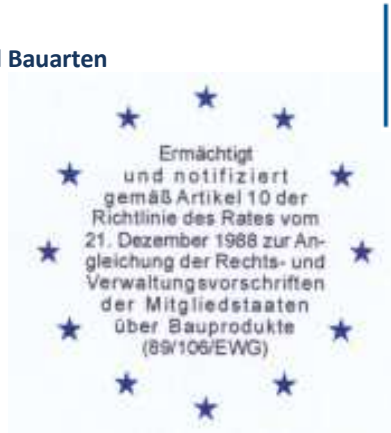 Bauarten
Ermächtigt
und notifiziert
gemäß Artikel 10 der
Richtlinie des Rates vom
21. Dezember 1988 zur An-
gleichung der Rechts- und
Verwaltungsvorschriften
der Mitgliedstaaten
über Bauprodukte
(89/106/EWG)